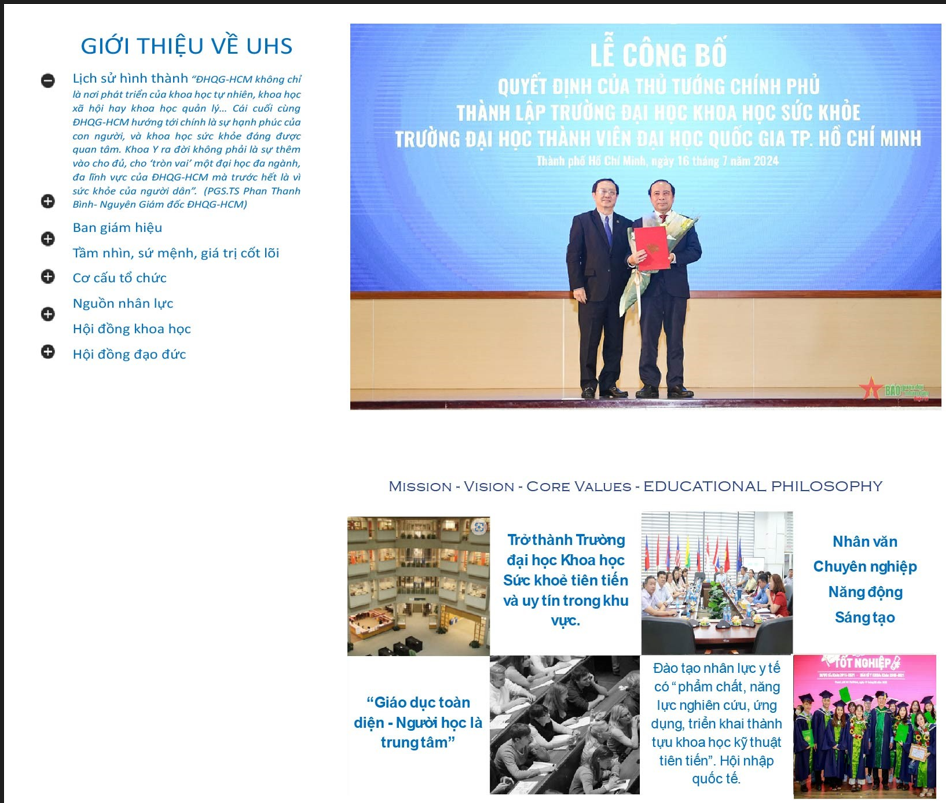 GIỚI THIỆU VỀ UHS
Lịch sử hình thành “ĐHQG-HCM không chỉ
là nơi phát triển của khoa học tự nhiên, khoa học
xã hội hay khoa học quản lý... Cái cuối cùng
ĐHQG-HCM hướng tới chính là sự hạnh phúc của
con người, và khoa học sức khỏe đáng được
quan tâm. Khoa Y ra đời không phải là sự thêm
vào cho đủ, cho ‘tròn vai’ một đại học đa ngành,
đa lĩnh vực của ĐHQG-HCM mà trước hết là vì
sức khỏe của người dân”. (PGS.TS Phan Thanh
Bình- Nguyên Giám đốc ĐHQG-HCM)
Ban giám hiệu
Tầm nhìn, sứ mệnh, giá trị cốt lõi
Cơ cấu tổ chức
Nguồn nhân lực
Hội đồng khoa học
Hội đồng đạo đức
LỄ CÔNG BỐ
QUYẾT ĐỊNH CỦA THỦ TƯỚNG CHÍNH PHỦ
THÀNH LẬP TRƯỜNG ĐẠI HỌC KHOA HỌC SỨC KHỎE
TRƯỜNG ĐẠI HỌC THÀNH VIÊN ĐẠI HỌC QUỐC GIA TP. HỒ CHÍ MINH
Thành phố Hồ Chí Minh, ngày 16 tháng 7 năm 2024
Mission - Vision - Core Values - EDUCATIONAL PHILOSOPHY
Trở thành Trường
đại học Khoa học
Sức khoẻ tiên tiến
và uy tín trong khu
vực.
Nhân văn
Chuyên nghiệp
Năng động
Sáng tạo
“Giáo dục toàn
diện - Người học là
trung tâm”
Đào tạo nhân lực y tế
có “phẩm chất, năng
lực nghiên cứu, ứng
dụng, triển khai thành
tựu khoa học kỹ thuật
tiên tiến”. Hội nhập
quốc tế.
TỐT NGHIỆP